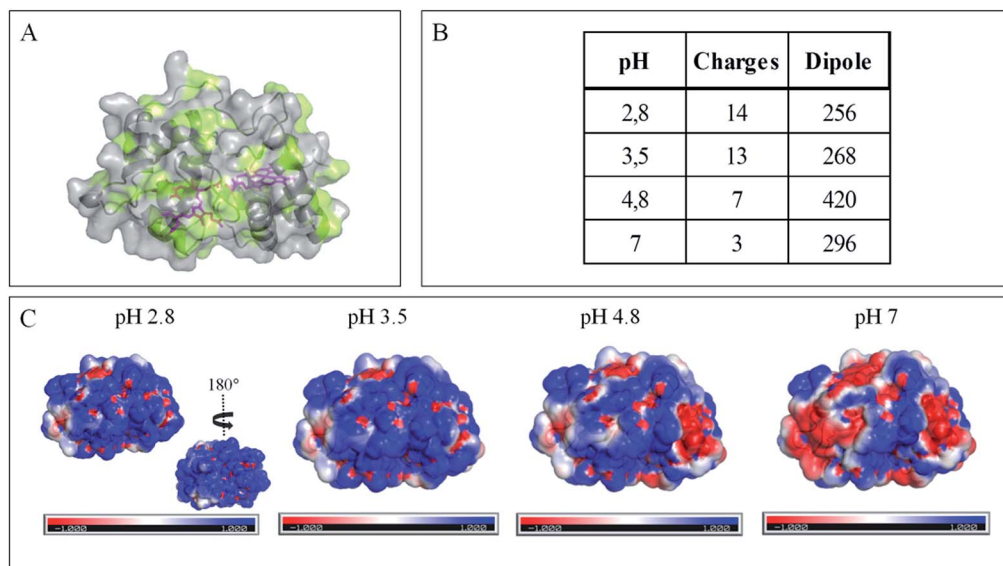 A
B
pH Charges Dipole
2,8 14 256
3,5 13 268
4,8 7 420
7 3 296
C
pH 2.8 pH 3.5 pH 4.8 pH 7
180°
-1.000 1.000 -1.000 1.000 -1.000 1.000 -1.000 1.000